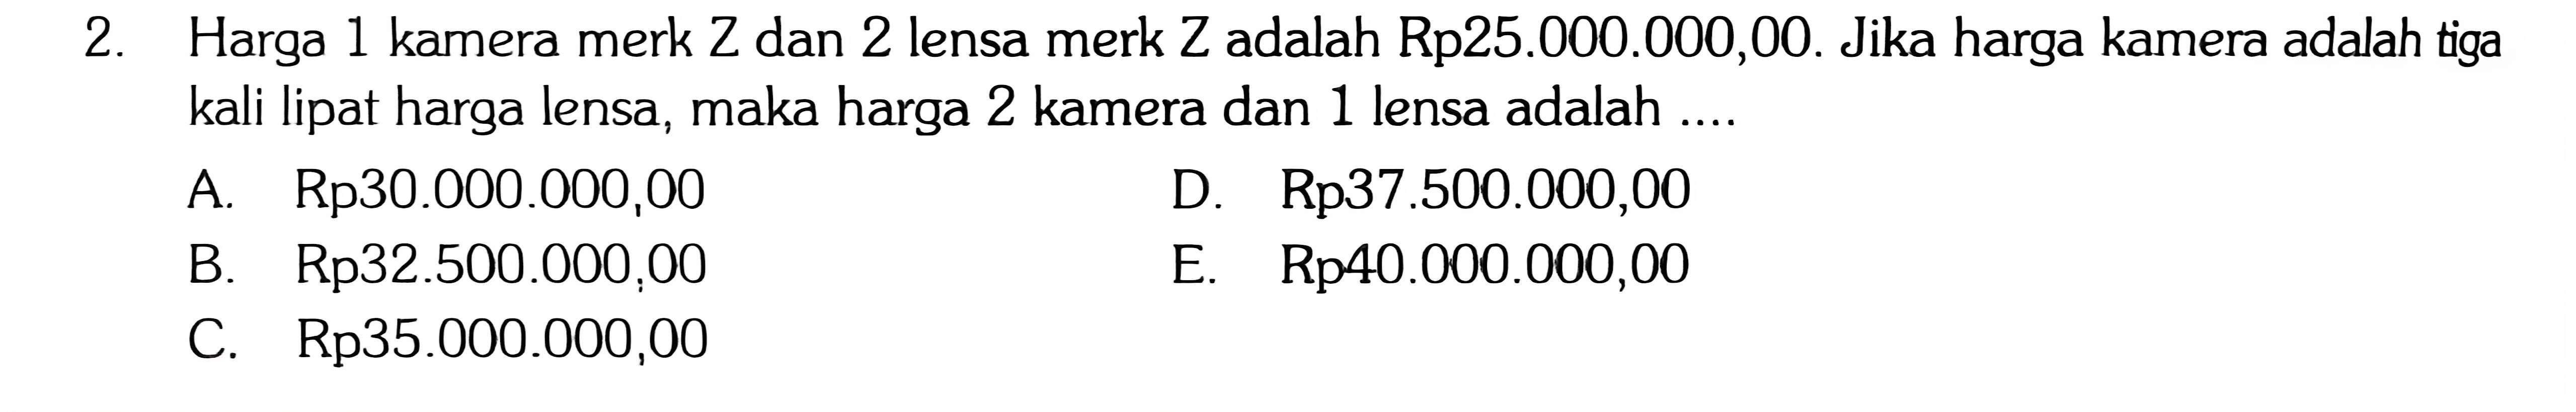 2. Harga 1 kamera merk Z dan 2 lensa merk Z adalah Rp25.000.000,00. Jika harga kamera adalah tiga
kali lipat harga lensa, maka harga 2 kamera dan 1 lensa adalah ....
A. Rp30.000.000,00
B. Rp32.500.000,00
C. Rp35.000.000,00
D. Rp37.500.000,00
E. Rp40.000.000,00